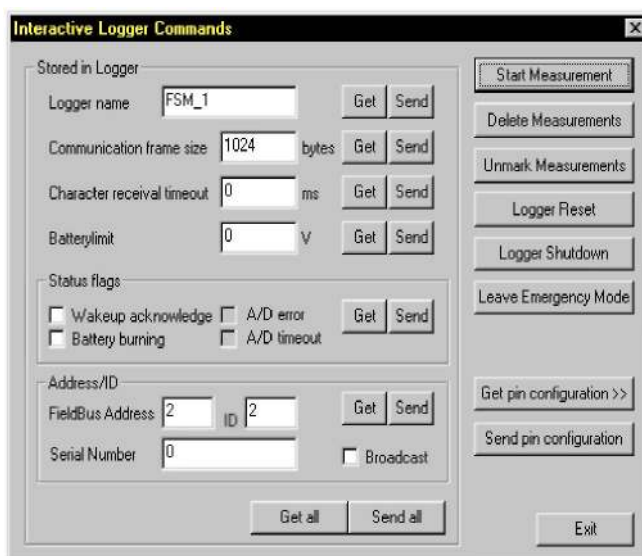 Interactive Logger Commands
Stored in Logger
Logger name FSM_1 Get Send
Communication frame size 1024 bytes Get Send
Character receival timeout 0 ms Get Send
Batterylimit 0 V Get Send
Status flags
Wakeup acknowledge A/D error Get Send
Battery burning A/D timeout
Address/ID
FieldBus Address 2 ID 2 Get Send
Serial Number 0 Broadcast
Get all Send all
Start Measurement
Delete Measurements
Unmark Measurements
Logger Reset
Logger Shutdown
Leave Emergency Mode
Get pin configuration >>
Send pin configuration
Exit